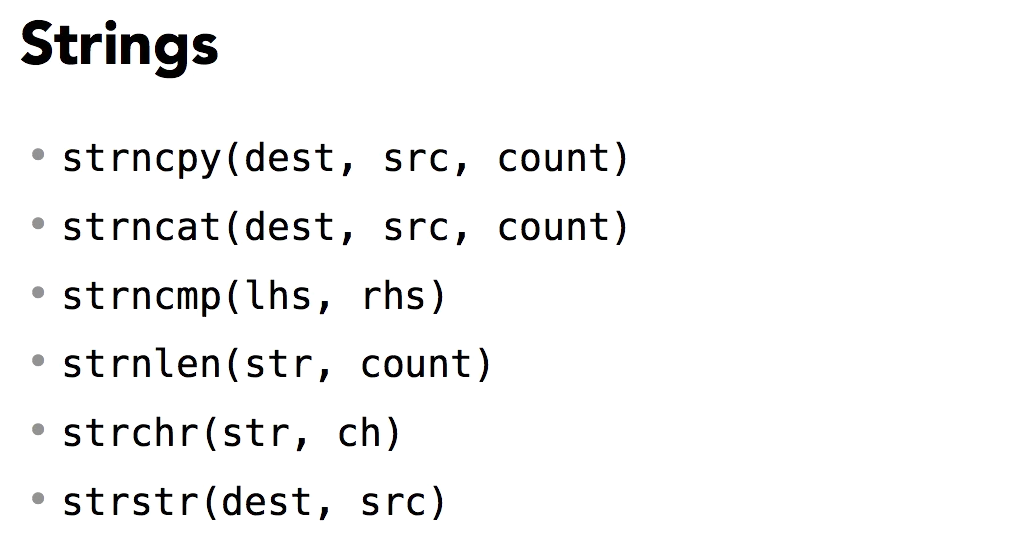 Strings
• strncpy(dest, src, count)
• strncat(dest, src, count)
• strncmp(lhs, rhs)
• strnlen(str, count)
• strchr(str, ch)
• strstr(dest, src)